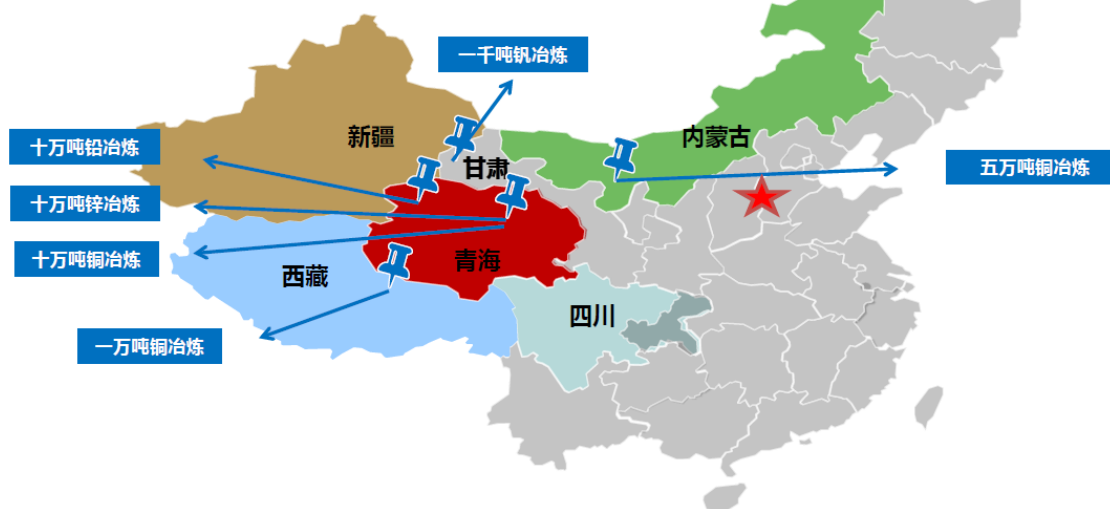 一千吨钒冶炼
新疆
内蒙古
十万吨铅冶炼
甘肃
五万吨铜冶炼
十万吨锌冶炼
十万吨铜冶炼
青海
西藏
四川
一万吨铜冶炼